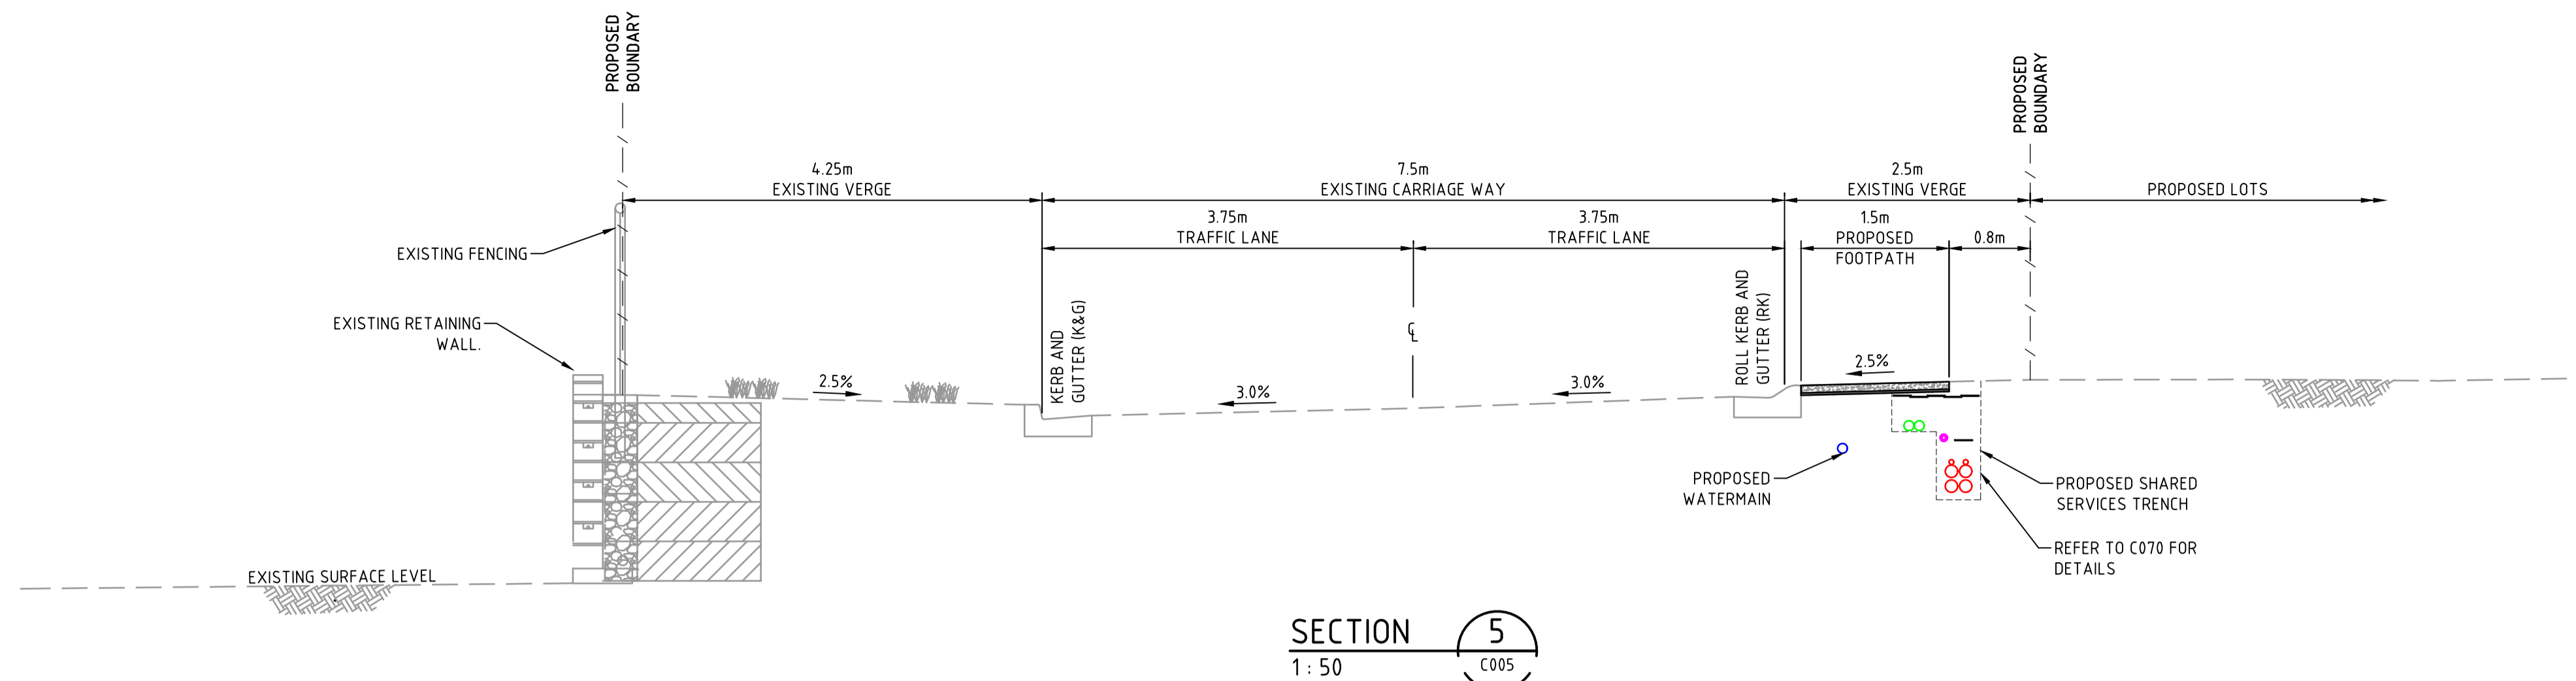 PROPOSED
BOUNDARY
PROPOSED
BOUNDARY
4.25m
EXISTING VERGE
7.5m
EXISTING CARRIAGE WAY
2.5m
EXISTING VERGE
PROPOSED LOTS
3.75m
TRAFFIC LANE
3.75m
TRAFFIC LANE
1.5m
PROPOSED
FOOTPATH
0.8m
EXISTING FENCING
EXISTING RETAINING
WALL.
KERB AND
GUTTER (K&G)
℄
ROLL KERB AND
GUTTER (RK)
2.5%
3.0%
3.0%
2.5%
PROPOSED
WATERMAIN
PROPOSED SHARED
SERVICES TRENCH
REFER TO C070 FOR
DETAILS
EXISTING SURFACE LEVEL
SECTION
1 : 50
5
C005